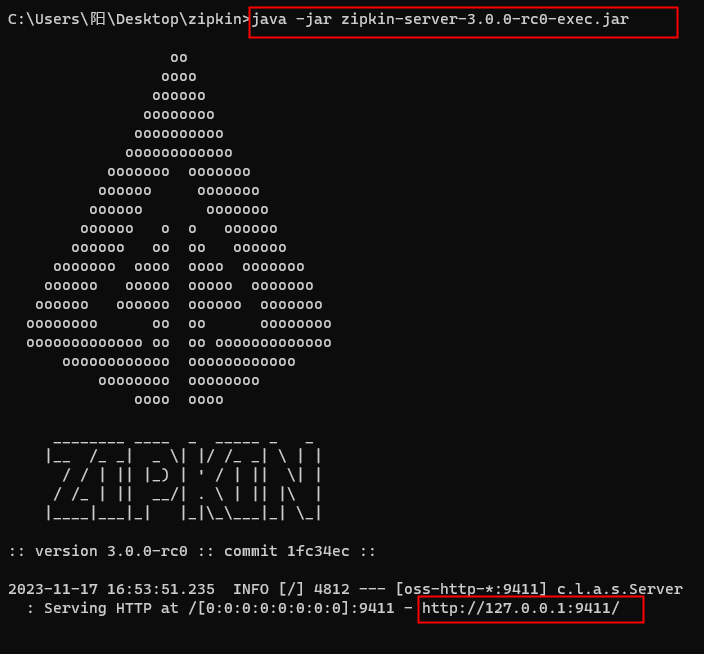 C:\Users\阳\Desktop\zipkin>java -jar zipkin-server-3.0.0-rc0-exec.jar

                  oo
                 oooo
                oooooo
               oooooooo
              oooooooooo
             oooooooooooo
           ooooooo  ooooooo
          oooooo     ooooooo
         oooooo       ooooooo
        oooooo   o  o   oooooo
       oooooo   oo  oo   oooooo
     ooooooo  oooo  oooo  ooooooo
    oooooo   ooooo  ooooo  ooooooo
   oooooo   oooooo  oooooo  ooooooo
  oooooooo      oo  oo      oooooooo
  ooooooooooooo oo  oo ooooooooooooo
      oooooooooooo  oooooooooooo
          oooooooo  oooooooo
              oooo  oooo

     ________ ____  _  _____ _   _
    |__  /_ _|  _ \| |/ /_ _| \ | |
      / / | || |_) | ' / | ||  \| |
     / /_ | ||  __/| . \ | || |\  |
    |____|___|_|   |_|\_\___|_| \_|

:: version 3.0.0-rc0 :: commit 1fc34ec ::

2023-11-17 16:53:51.235  INFO [/] 4812 --- [oss-http-*:9411] c.l.a.s.Server
  : Serving HTTP at /[0:0:0:0:0:0:0:0]:9411 - http://127.0.0.1:9411/